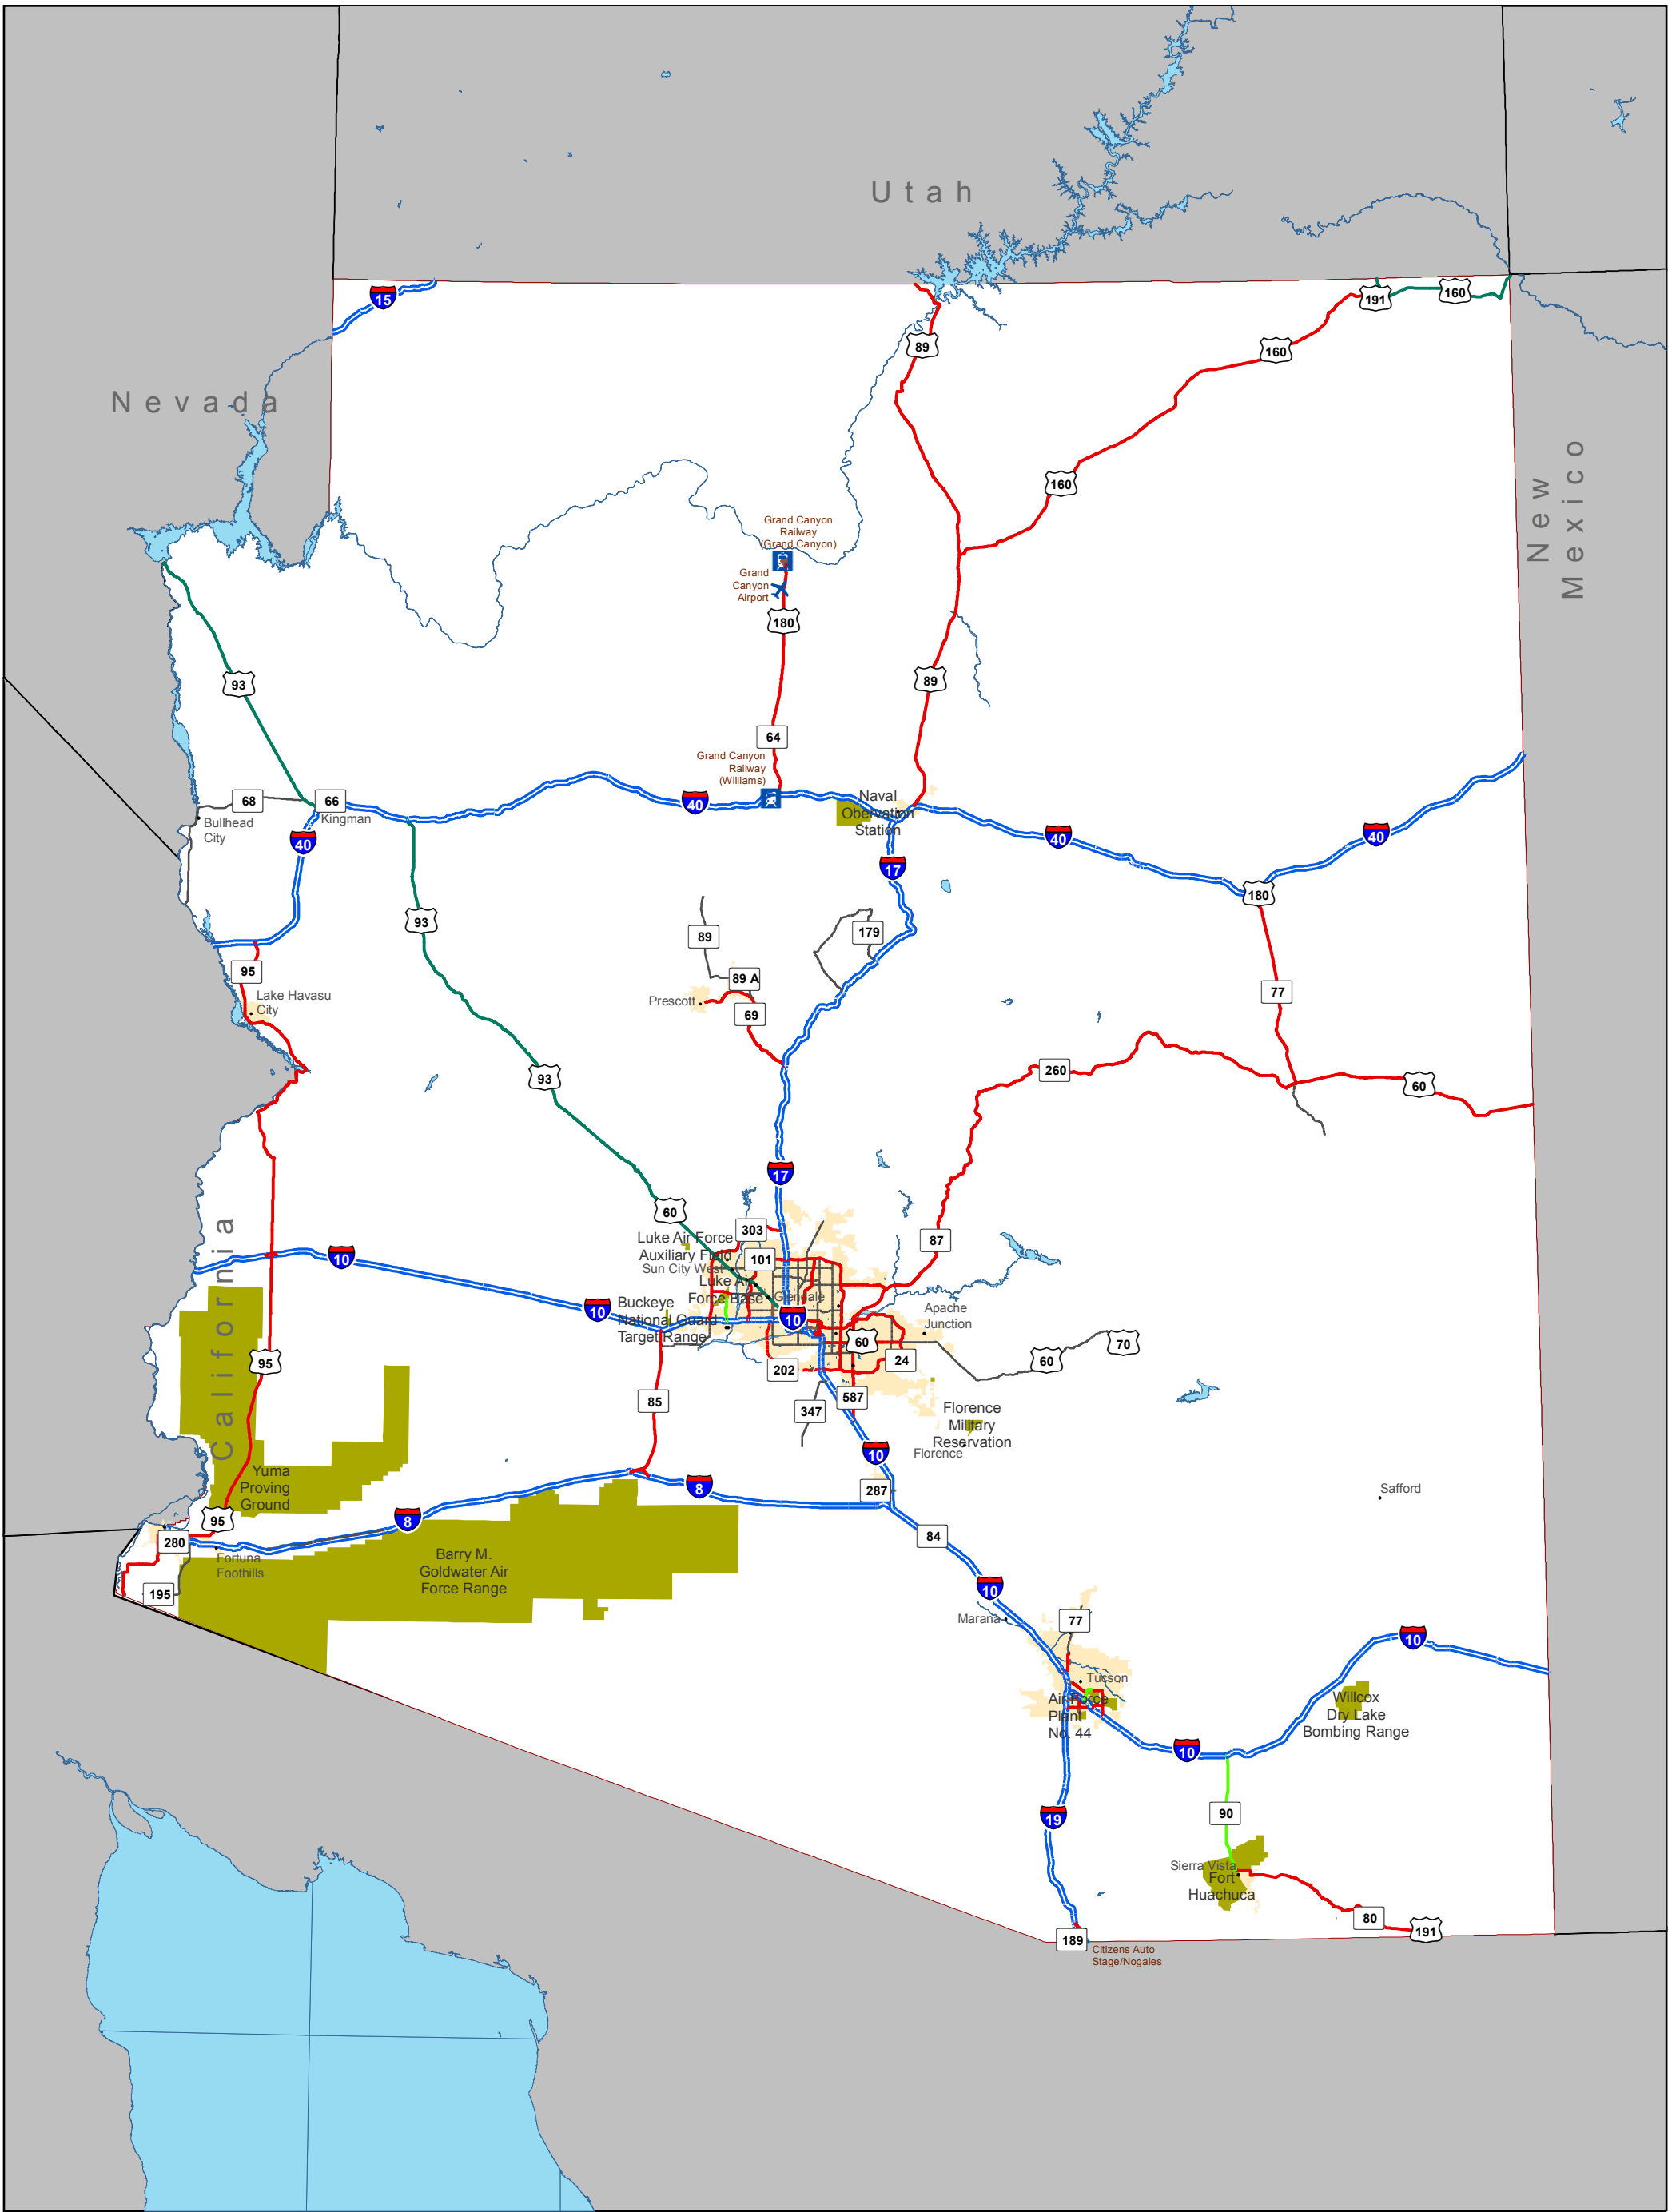 Utah
15
191
160
89
160
Nevada
New
Mexico
160
Grand Canyon
Railway
(Grand Canyon)
Grand
Canyon
Airport
180
93
89
64
Grand Canyon
Railway
(Williams)
68
66
40
Naval
Obervation
Station
Bullhead
City
Kingman
40
40
40
17
180
93
89
179
95
89 A
77
Lake Havasu
City
Prescott
69
93
260
60
17
60
303
87
California
Luke Air Force
Auxiliary Field
101
10
Sun City West
Luke Air
Force Base
Glendale
Buckeye
National Guard
Target Range
10
10
Apache
Junction
60
70
95
202
24
60
85
347
587
Florence
Military
Reservation
10
Florence
Yuma
Proving
Ground
8
287
Safford
95
8
84
280
Fortuna
Foothills
Barry M.
Goldwater Air
Force Range
195
10
Marana
77
10
Tucson
Air Force
Plant
No. 44
Willcox
Dry Lake
Bombing Range
10
19
90
Sierra Vista
Fort
Huachuca
80
191
189
Citizens Auto
Stage/Nogales